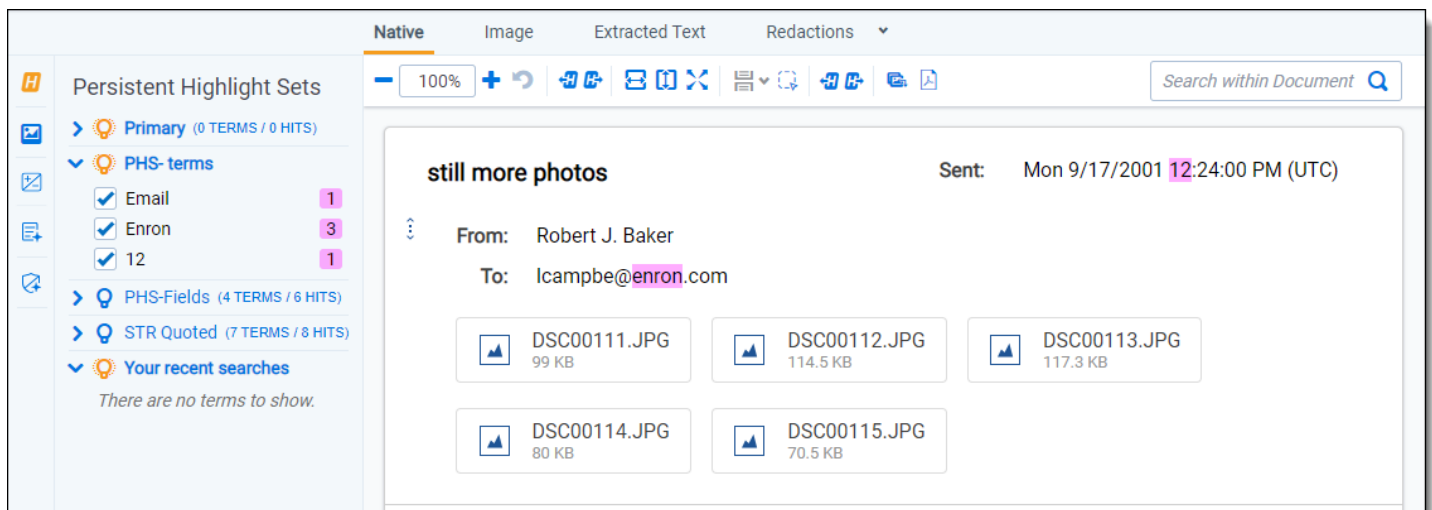 Native Image Extracted Text Redactions
Persistent Highlight Sets
Primary (0 TERMS / 0 HITS)
PHS- terms
Email 1
Enron 3
12 1
PHS-Fields (4 TERMS / 6 HITS)
STR Quoted (7 TERMS / 8 HITS)
Your recent searches
There are no terms to show.
100%
Search within Document
still more photos
Sent: Mon 9/17/2001 12:24:00 PM (UTC)
From: Robert J. Baker
To: lcampbe@enron.com
DSC00111.JPG
99 KB
DSC00112.JPG
114.5 KB
DSC00113.JPG
117.3 KB
DSC00114.JPG
80 KB
DSC00115.JPG
70.5 KB